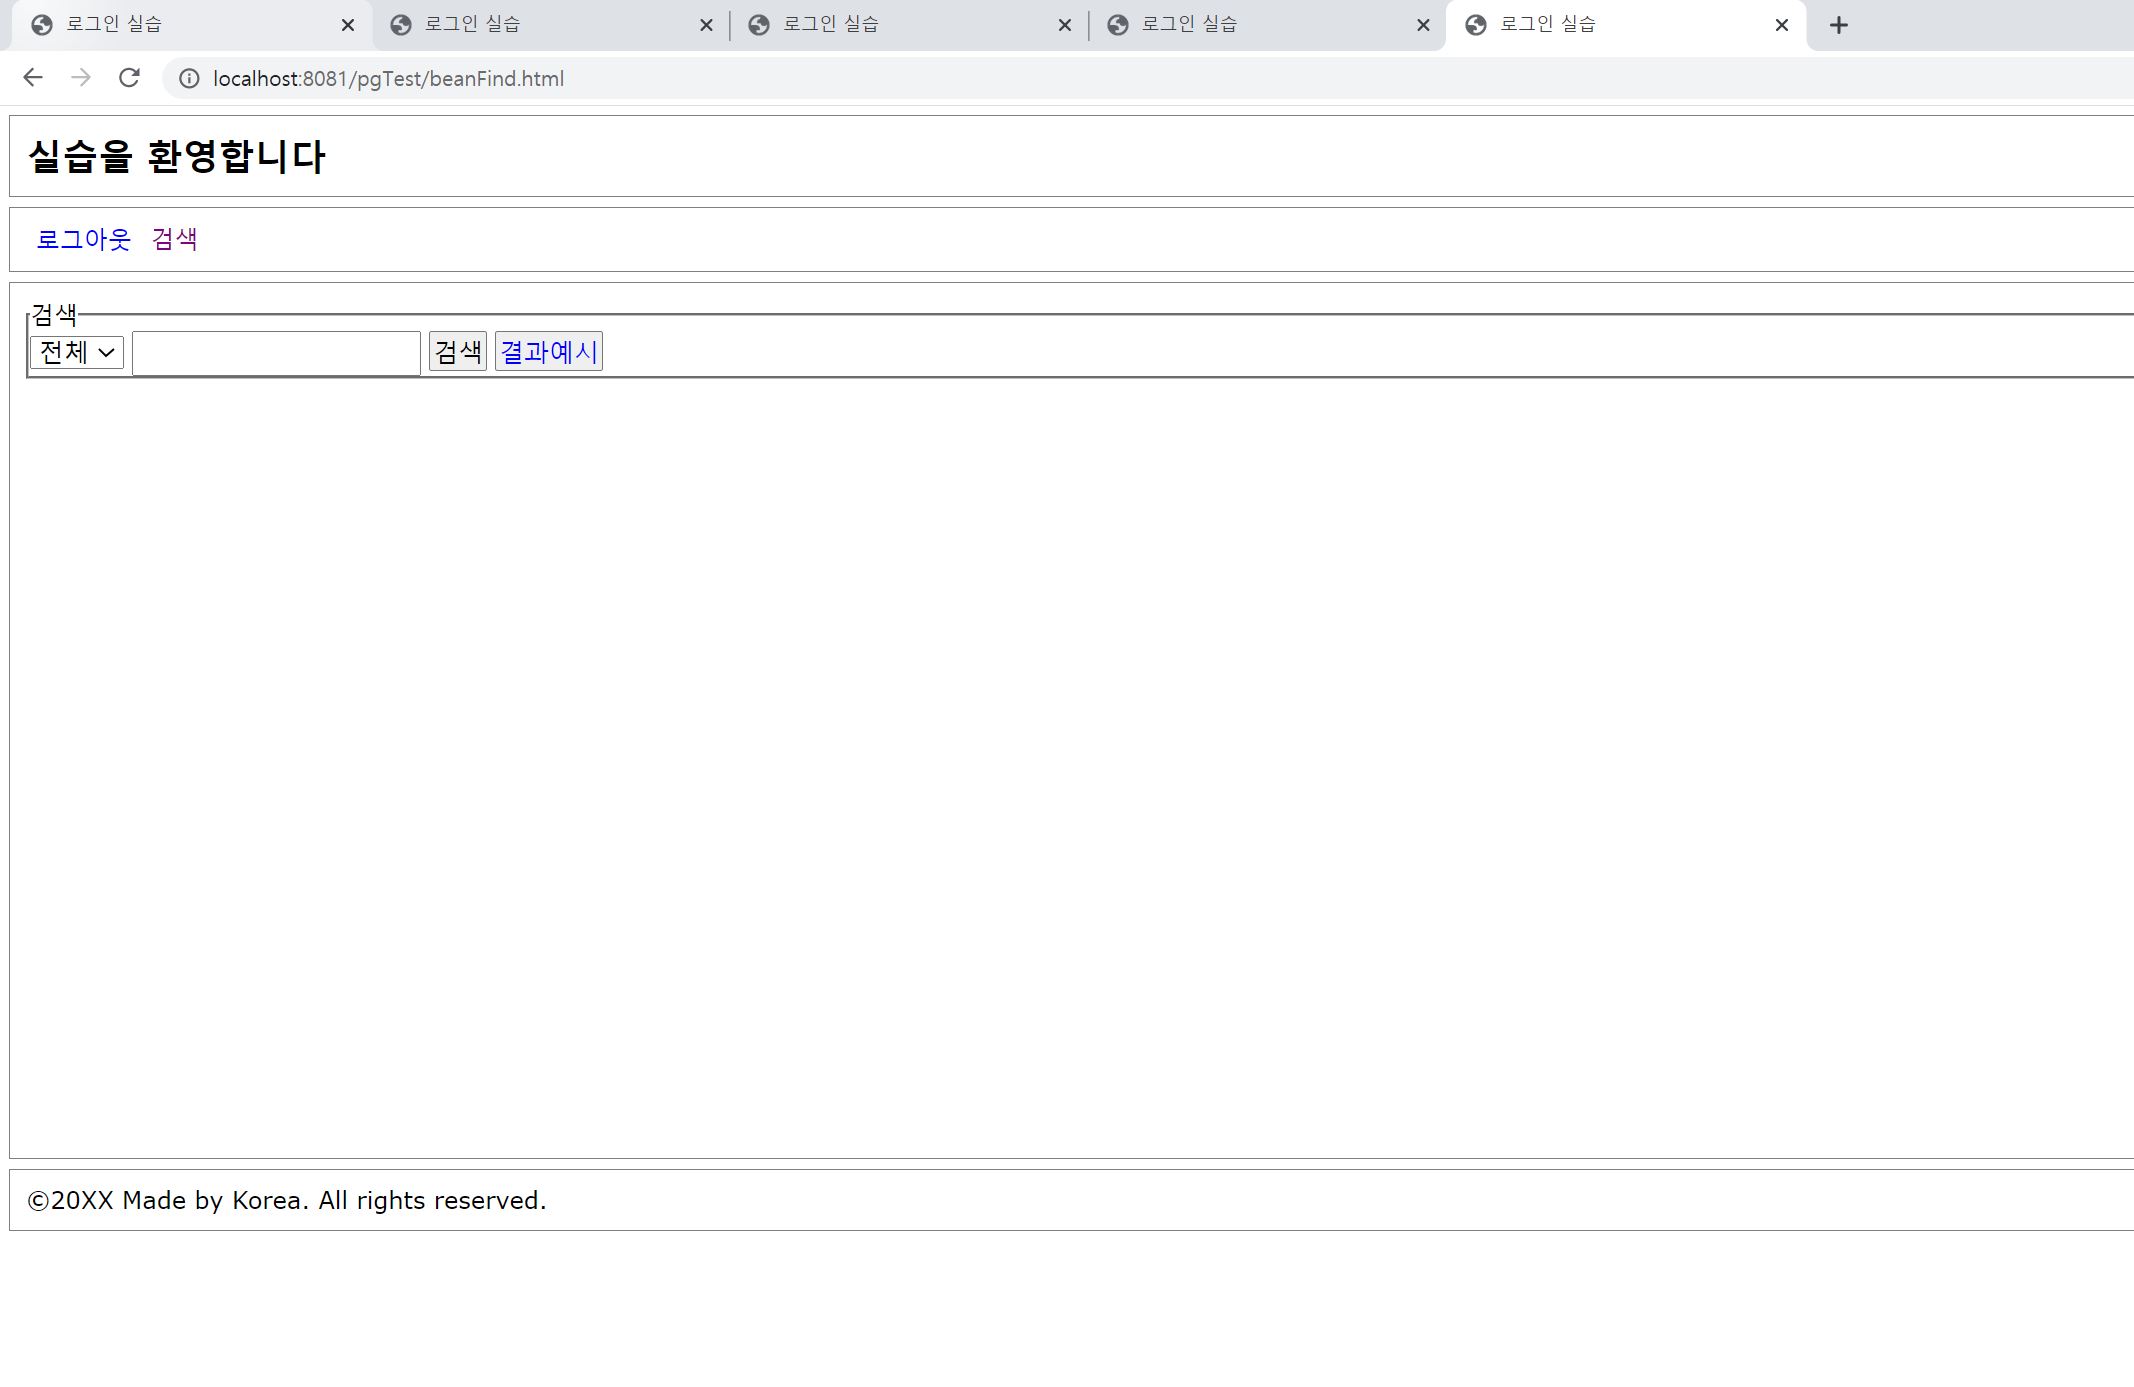 로그인 실습 로그인 실습 로그인 실습 로그인 실습 로그인 실습
localhost:8081/pgTest/beanFind.html
실습을 환영합니다
로그아웃 검색
검색
전체 검색 결과예시
©20XX Made by Korea. All rights reserved.